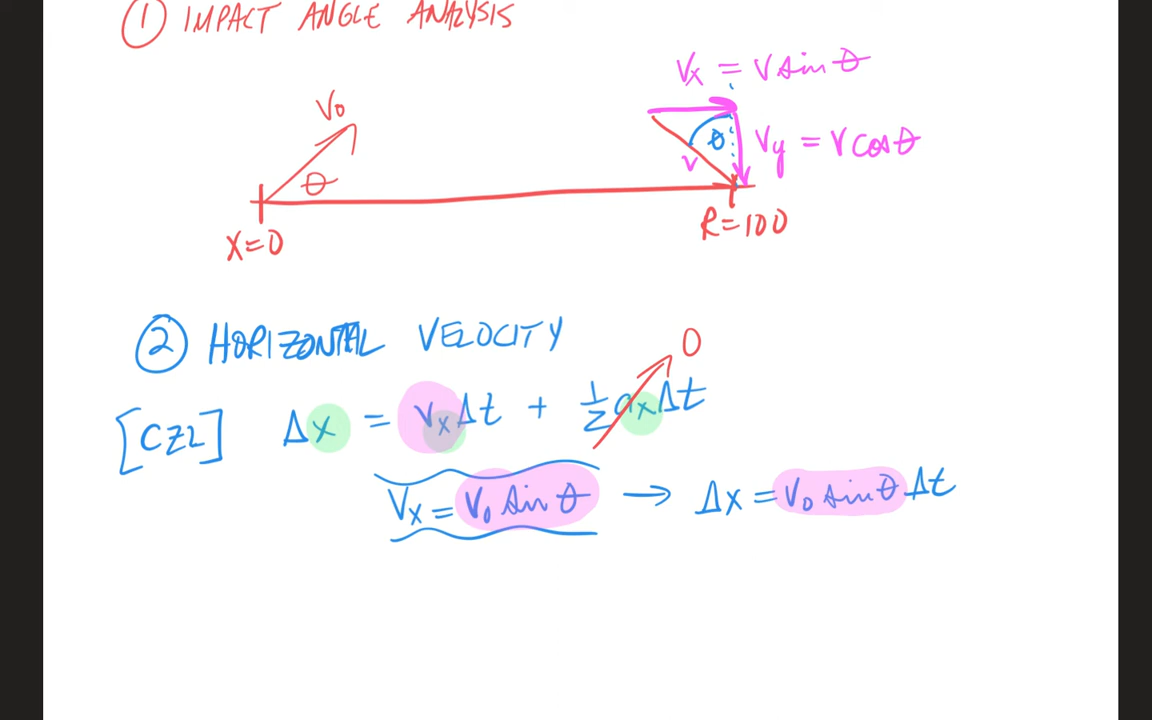 ① IMPACT ANGLE ANALYSIS
V₀
θ
X=0
Vx = V sin θ
θ
V
Vy = V cos θ
R=100
② HORIZONTAL VELOCITY
[CZL] Δx = VxΔt + ½axΔt 0
Vx = V₀ sin θ → Δx = V₀ sin θ Δt